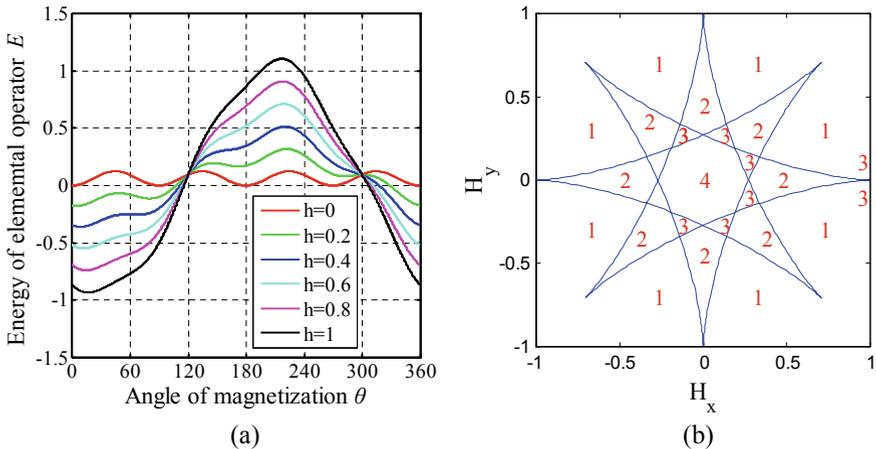 1.5
1
0.5
0
-0.5
-1
-1.5
Energy of elememtal operator E
h=0
h=0.2
h=0.4
h=0.6
h=0.8
h=1
0 60 120 180 240 300 360
Angle of magnetization θ
(a)
1
0.5
0
-0.5
-1
H_y
1 1
2
1 2 2 1
3 3
3 3
2 4 2
3 3
1 3 3 1
2 2
2
1 1
-1 -0.5 0 0.5 1
H_x
(b)